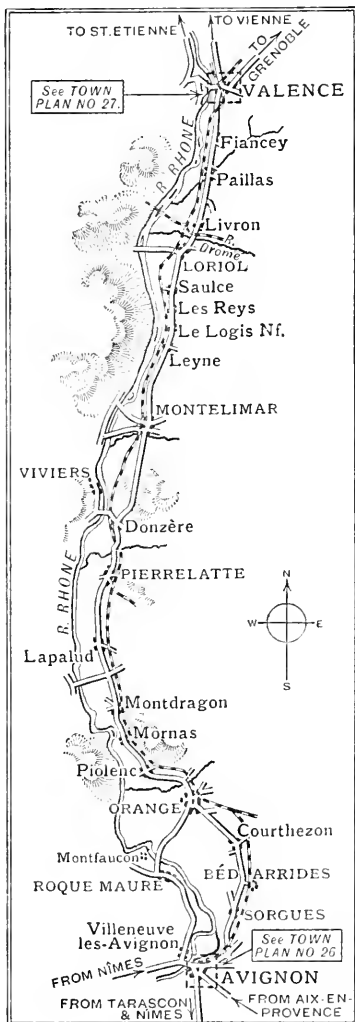 TO ST. ETIENNE
TO VIENNE
TO
GRENOBLE
See TOWN
PLAN NO 27.
VALENCE
R. RHONE
Fiancey
Paillas
Livron
R.
Drome
LORIOL
Saulce
Les Reys
Le Logis Nf.
Leyne
MONTELIMAR
VIVIERS
Donzère
R. RHONE
PIERRELATTE
N
W
E
S
Lapalud
Montdragon
Mornas
Piolenc
ORANGE
Courthezon
Montfaucon
ROQUE MAURE
BÉDARRIDES
SORGUES
Villeneuve
les-Avignon
See TOWN
PLAN NO 26
AVIGNON
FROM NÎMES
FROM TARASCON
& NÎMES
FROM AIX-EN-
PROVENCE